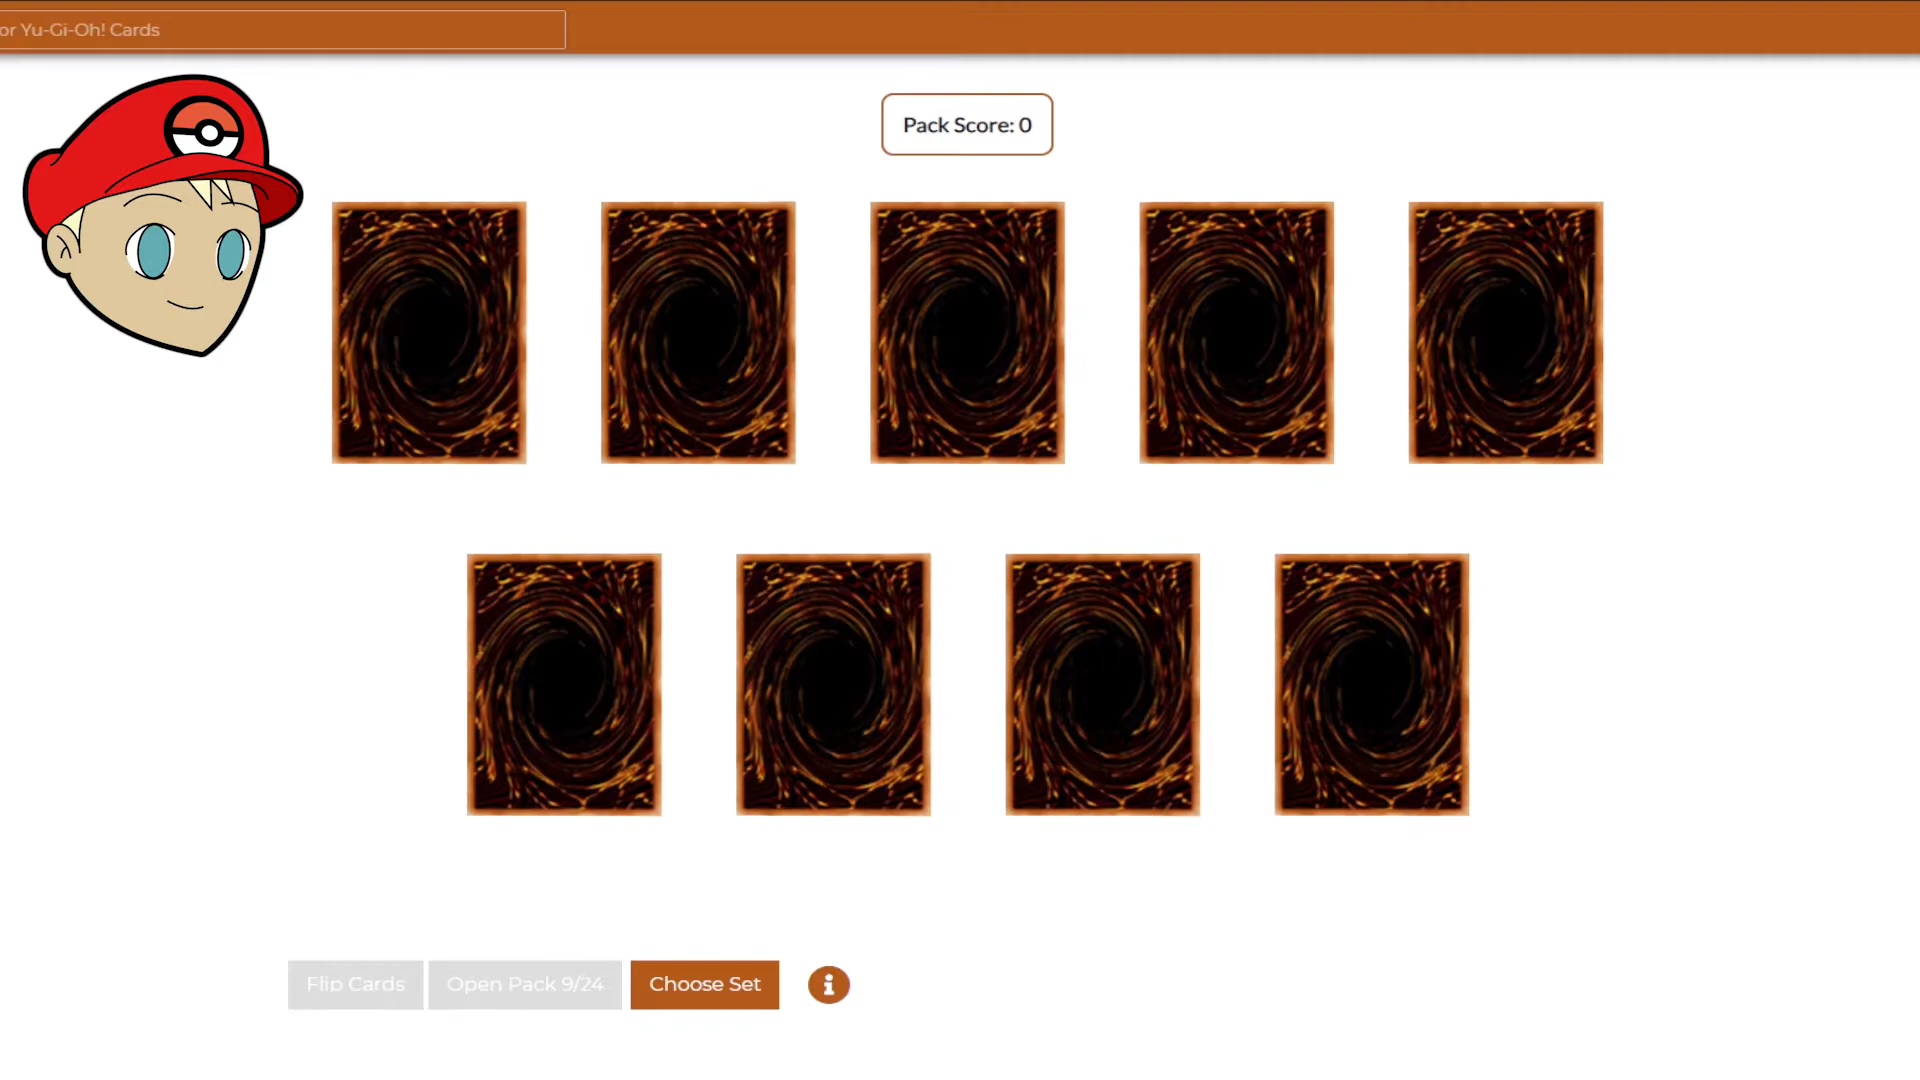 or Yu-Gi-Oh! Cards
Pack Score: 0
Flip Cards
Open Pack 9/24
Choose Set